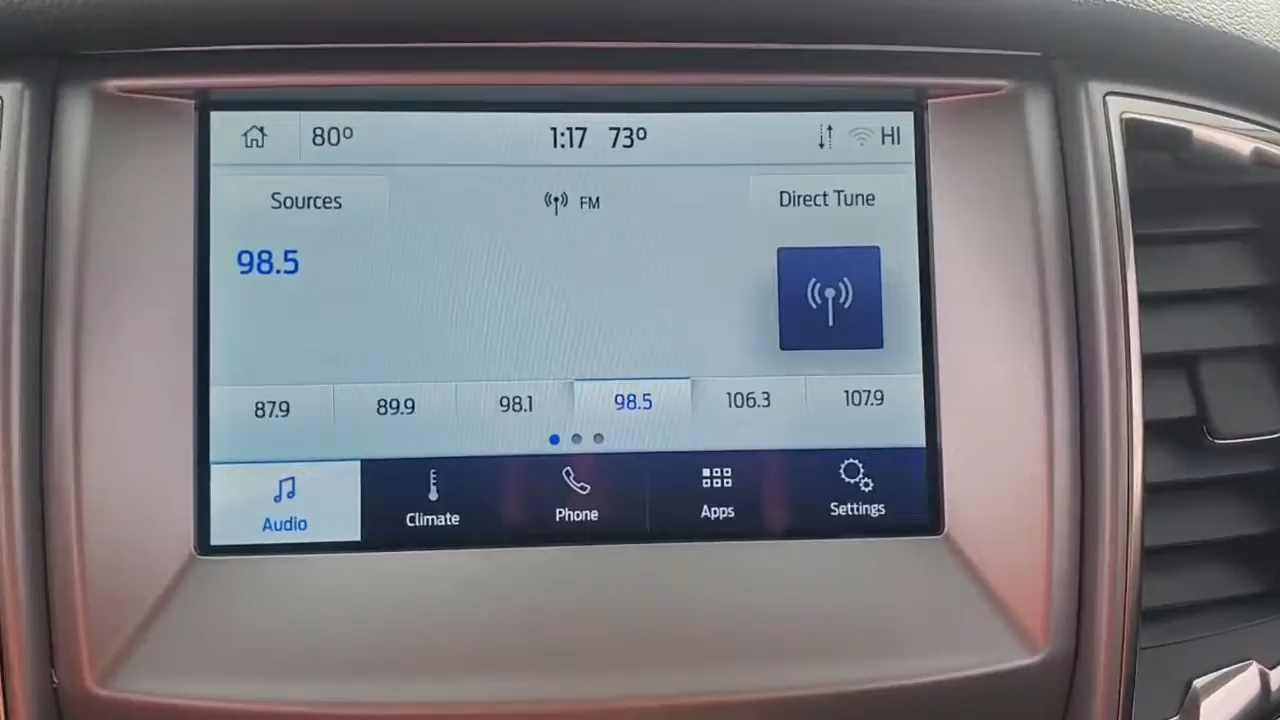 80° 1:17 73° HI
Sources FM Direct Tune
98.5
87.9 89.9 98.1 98.5 106.3 107.9
Audio Climate Phone Apps Settings